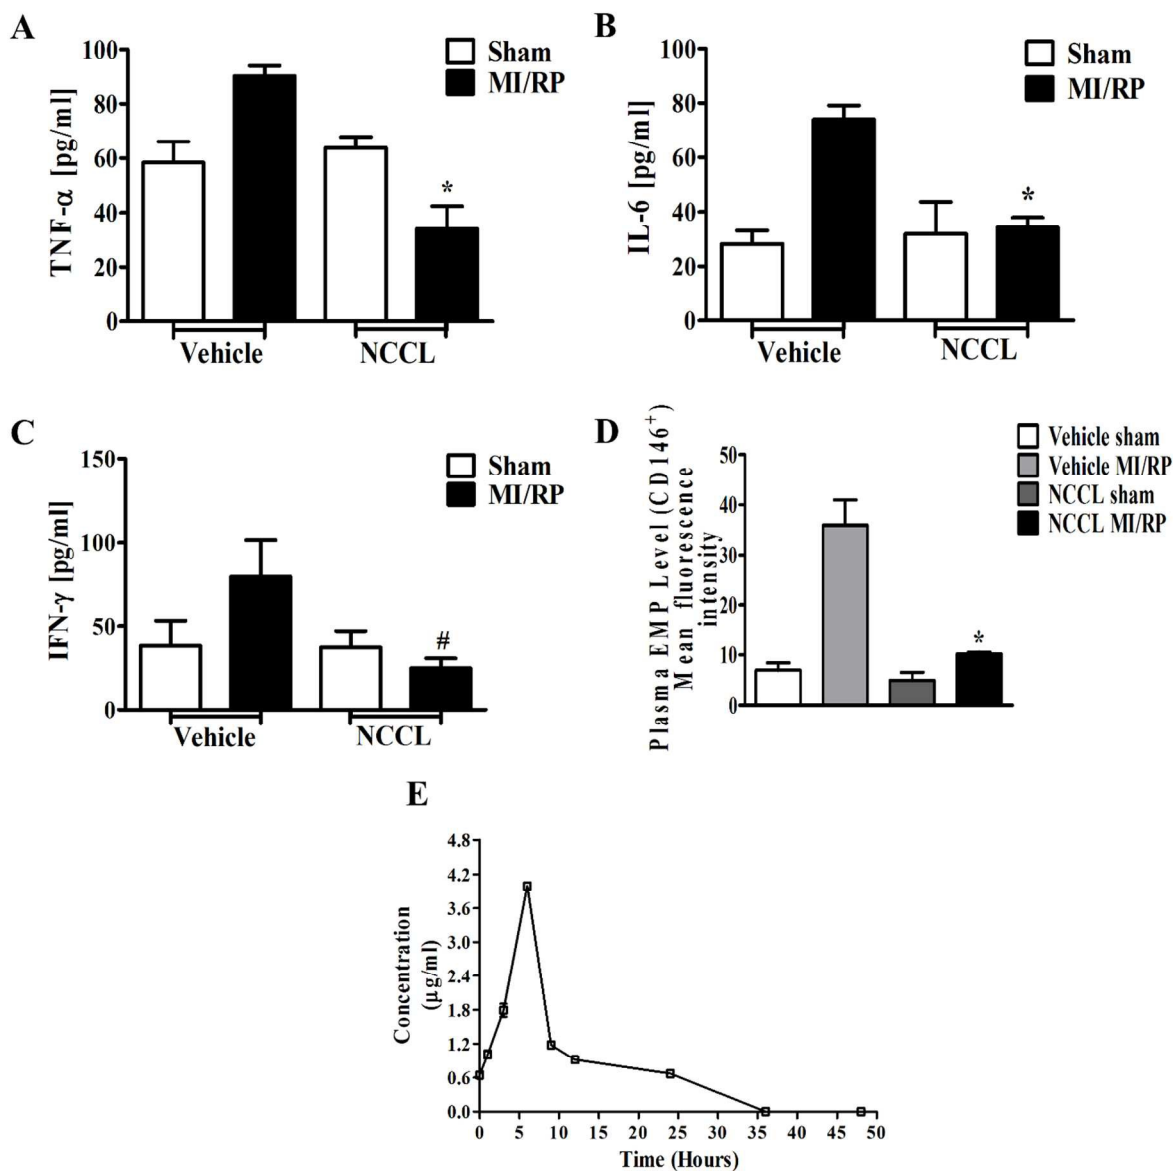 A
TNF-α [pg/ml]
100
80
60
40
20
0
Sham
MI/RP
*
Vehicle
NCCL
B
IL-6 [pg/ml]
100
80
60
40
20
0
Sham
MI/RP
*
Vehicle
NCCL
C
IFN-γ [pg/ml]
150
100
50
0
Sham
MI/RP
#
Vehicle
NCCL
D
Plasma EMP Level (CD146+)
Mean fluorescence
intensity
50
40
30
20
10
0
Vehicle sham
Vehicle MI/RP
NCCL sham
NCCL MI/RP
*
E
Concentration
(μg/ml)
4.8
4.2
3.6
3.0
2.4
1.8
1.2
0.6
0.0
0 5 10 15 20 25 30 35 40 45 50
Time (Hours)